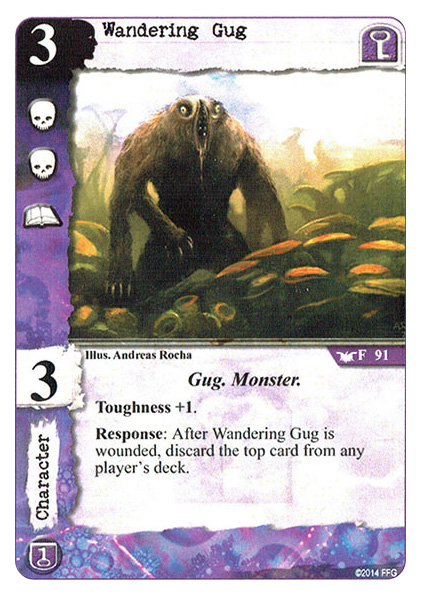 3
Wandering Gug
Illus. Andreas Rocha
F 91
3
Gug. Monster.
Toughness +1.
Response: After Wandering Gug is
wounded, discard the top card from any
player's deck.
Character
1
©2014 FFG